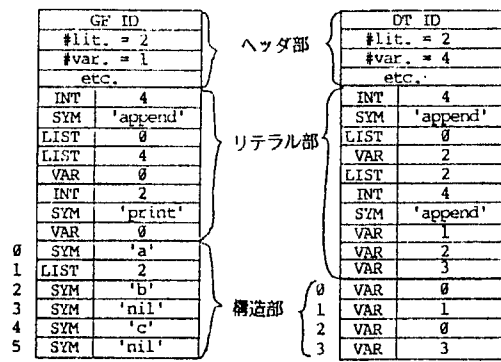 GF ID
#lit. = 2
#var. = 1
etc.
INT 4
SYM 'append'
LIST 0
LIST 4
VAR 0
INT 2
SYM 'print'
VAR 0
0 SYM 'a'
1 LIST 2
2 SYM 'b'
3 SYM 'nil'
4 SYM 'c'
5 SYM 'nil'
ヘッダ部
リテラル部
構造部
DT ID
#lit. = 2
#var. = 4
etc.
INT 4
SYM 'append'
LIST 0
VAR 2
LIST 2
INT 4
SYM 'append'
VAR 1
VAR 2
VAR 3
0 VAR 0
1 VAR 1
2 VAR 0
3 VAR 3